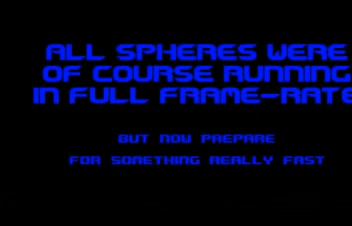 ALL SPHERES WERE
OF COURSE RUNNING
IN FULL FRAME-RATE
BUT NOW PREPARE
FOR SOMETHING REALLY FAST